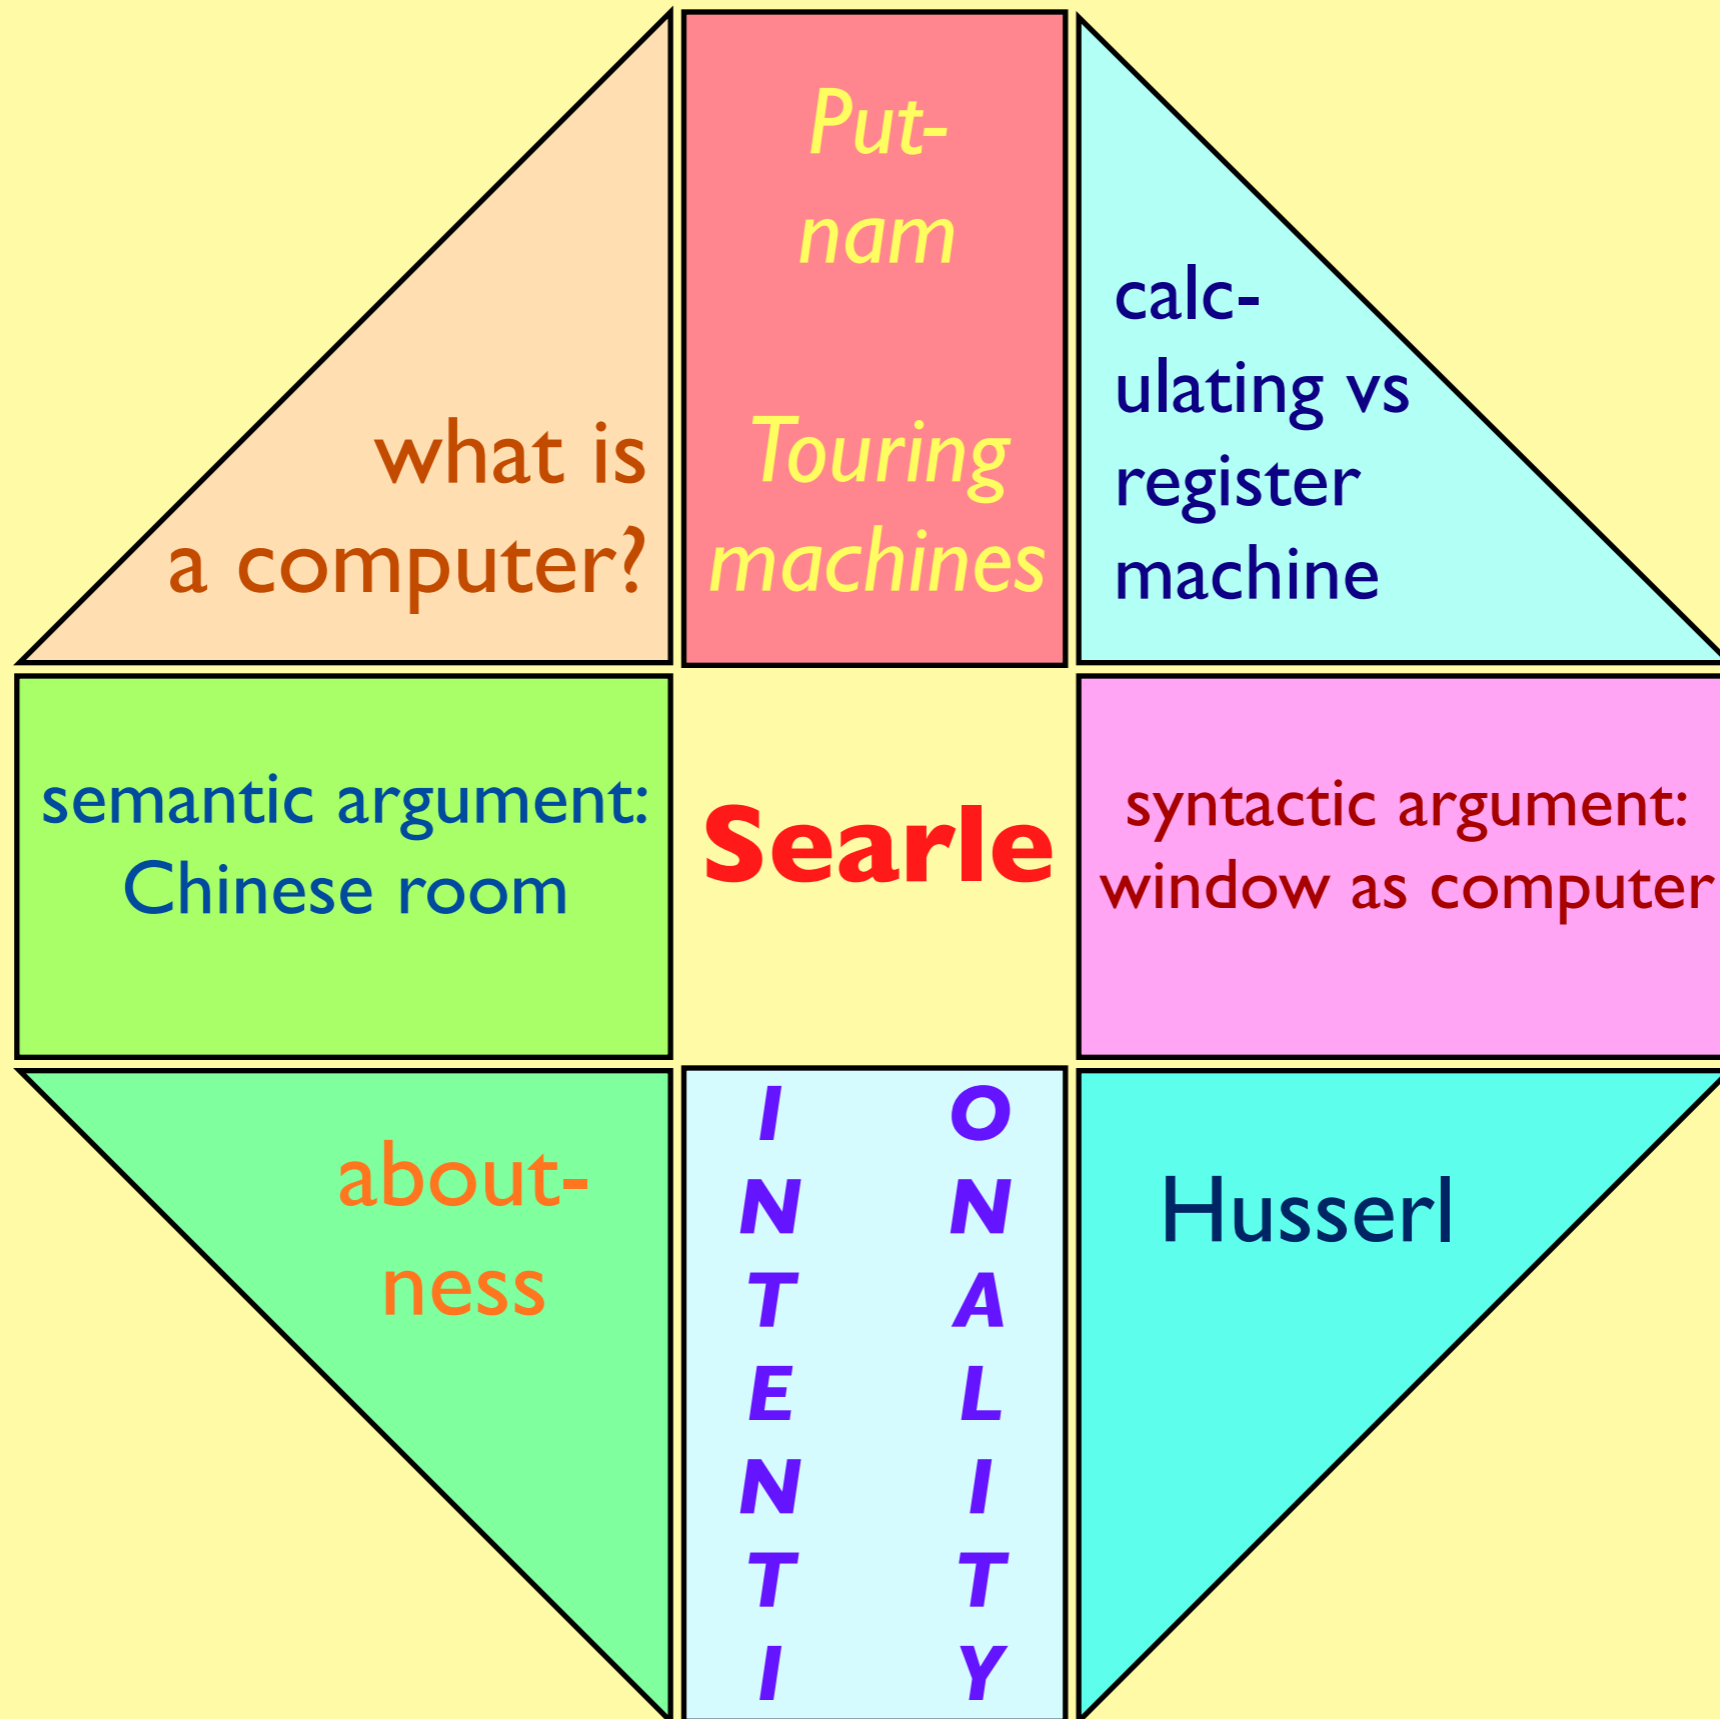 Put-
nam
Touring
machines
what is
a computer?
calc-
ulating vs
register
machine
semantic argument:
Chinese room
Searle
syntactic argument:
window as computer
about-
ness
I
N
T
E
N
T
I
O
N
A
L
I
T
Y
Husserl